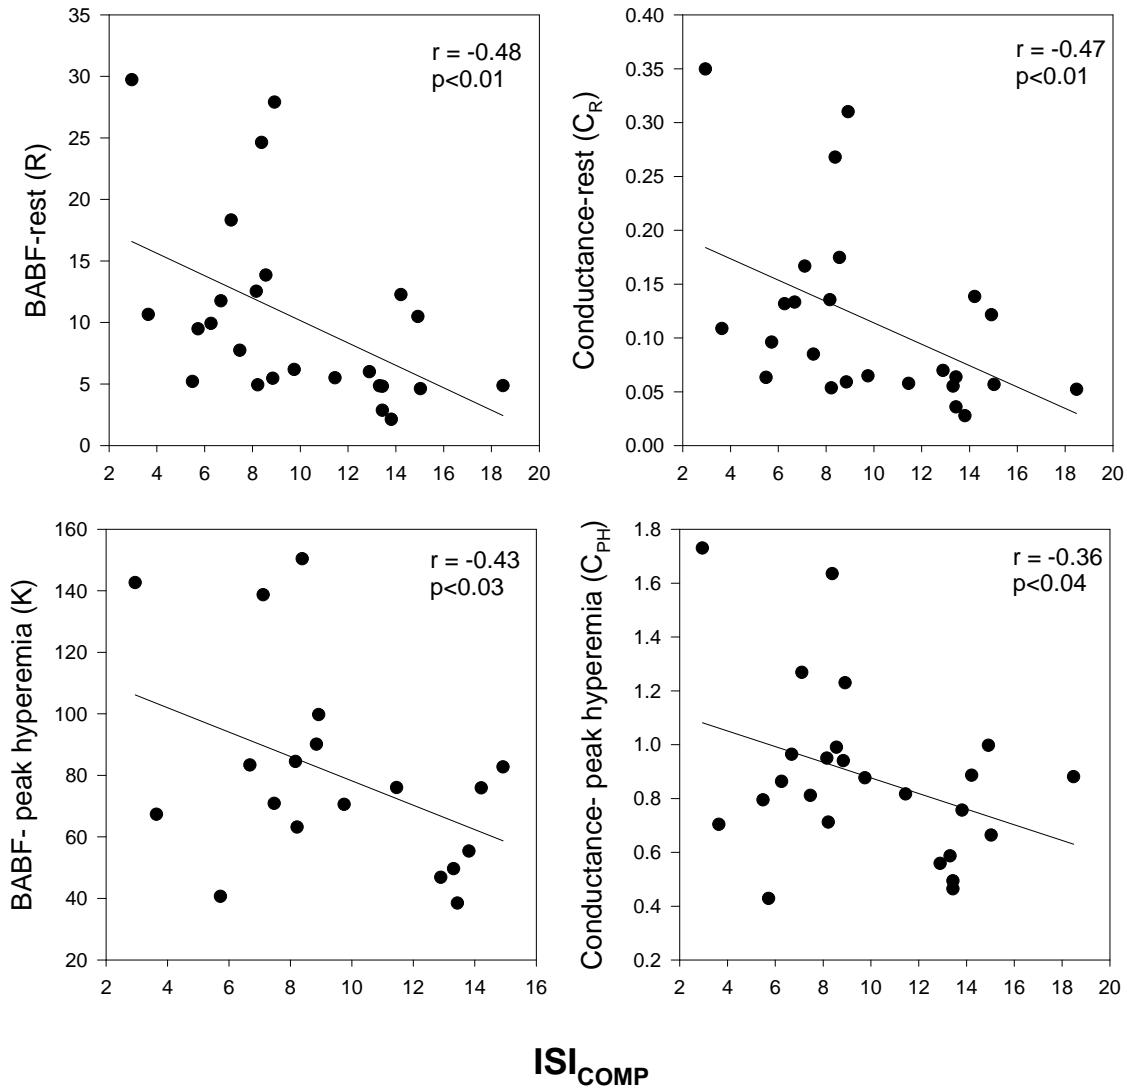 BABF-rest (R)
35
30
25
20
15
10
5
0
r = -0.48
p<0.01
2 4 6 8 10 12 14 16 18 20
Conductance-rest (C_R)
0.40
0.35
0.30
0.25
0.20
0.15
0.10
0.05
0.00
r = -0.47
p<0.01
2 4 6 8 10 12 14 16 18 20
BABF- peak hyperemia (K)
160
140
120
100
80
60
40
20
r = -0.43
p<0.03
2 4 6 8 10 12 14 16
Conductance- peak hyperemia (C_PH)
1.8
1.6
1.4
1.2
1.0
0.8
0.6
0.4
0.2
r = -0.36
p<0.04
2 4 6 8 10 12 14 16 18 20
ISI_COMP